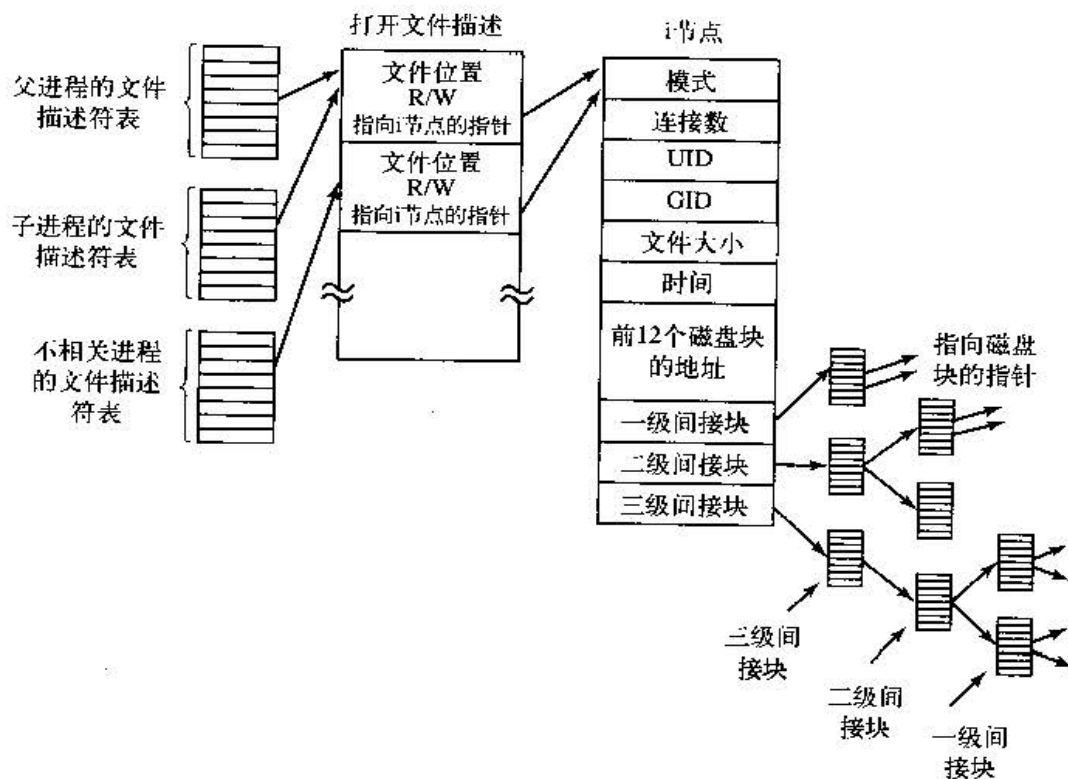 打开文件描述
i节点
父进程的文件
描述符表
文件位置
R/W
指向i节点的指针
文件位置
R/W
指向i节点的指针
子进程的文件
描述符表
不相关进程
的文件描述
符表
模式
连接数
UID
GID
文件大小
时间
前12个磁盘块
的地址
一级间接块
二级间接块
三级间接块
指向磁盘
块的指针
三级间
接块
二级间
接块
一级间
接块